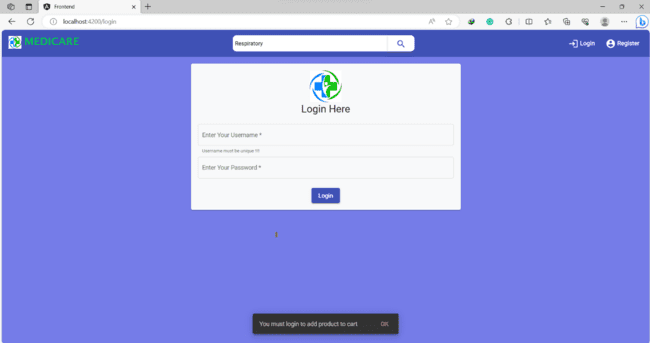 Frontend
localhost:4200/login
MEDICARE
Respiratory
Login
Register
Login Here
Enter Your Username *
Username must be unique !!!
Enter Your Password *
Login
You must login to add product to cart
OK